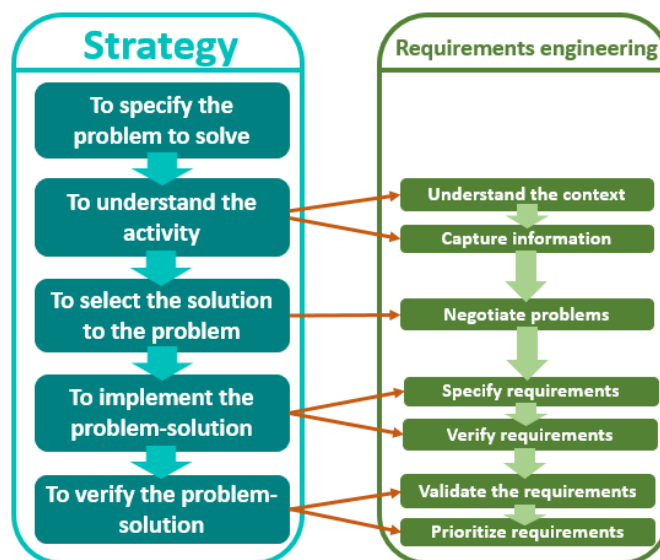 Strategy
To specify the
problem to solve
To understand the
activity
To select the solution
to the problem
To implement the
problem-solution
To verify the problem-
solution
Requirements engineering
Understand the context
Capture information
Negotiate problems
Specify requirements
Verify requirements
Validate the requirements
Prioritize requirements